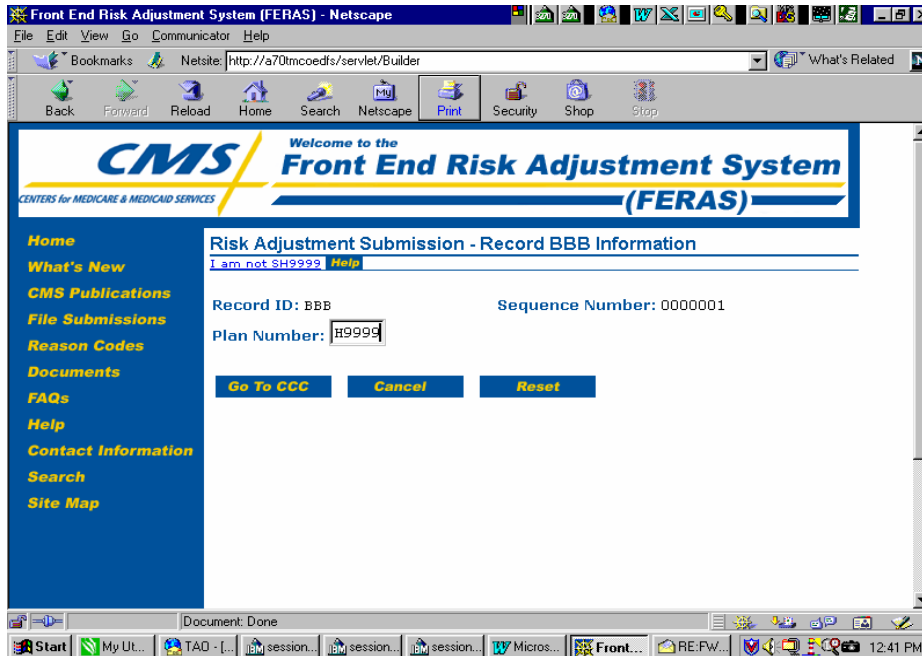 Front End Risk Adjustment System (FERAS) - Netscape
File Edit View Go Communicator Help
Bookmarks Netsite: http://a70tmcoedfs/servlet/Builder What's Related
Back Forward Reload Home Search Netscape Print Security Shop Stop
My
CMS
CENTERS for MEDICARE & MEDICAID SERVICES
Welcome to the
Front End Risk Adjustment System
(FERAS)
Home
What's New
CMS Publications
File Submissions
Reason Codes
Documents
FAQs
Help
Contact Information
Search
Site Map
Risk Adjustment Submission - Record BBB Information
I am not SH9999 Help
Record ID: BBB Sequence Number: 0000001
Plan Number: H9999
Go To CCC Cancel Reset
Document: Done
Start My Ut... TAO - [... session... session... session... Micros... Front... RE:FW... 12:41 PM